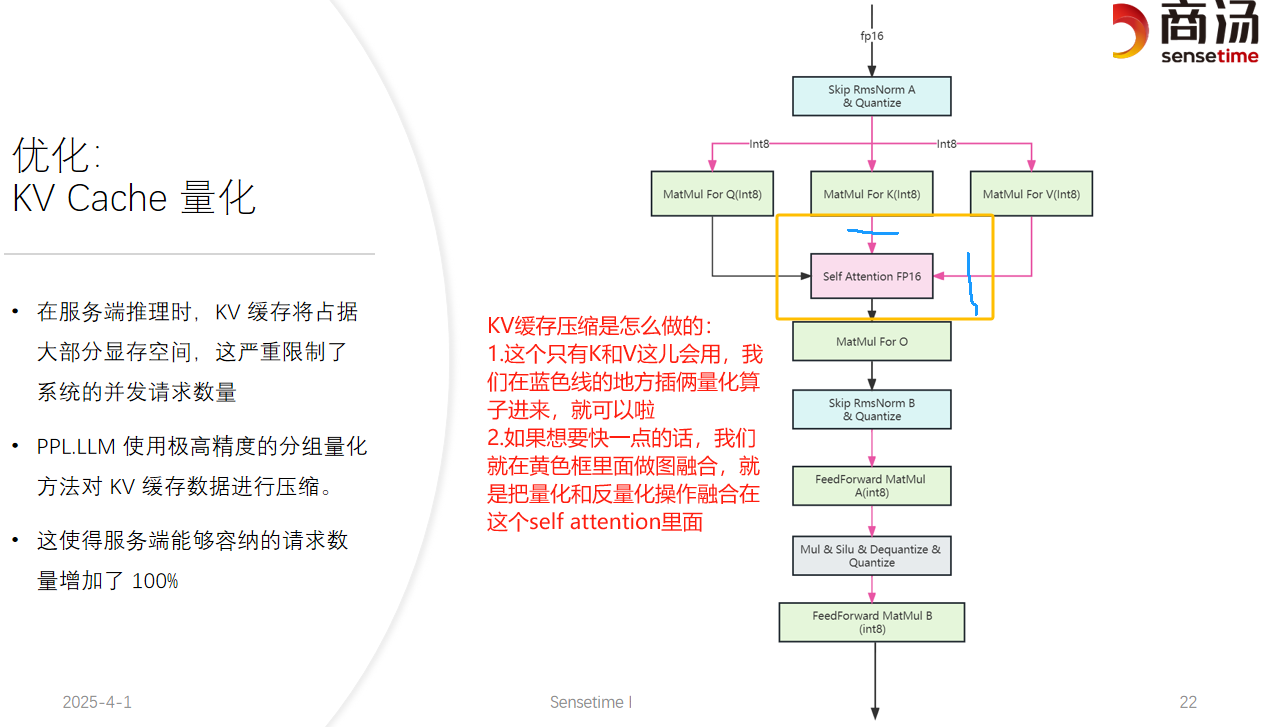 商汤
sensetime
优化:
KV Cache 量化
• 在服务端推理时，KV 缓存将占据
大部分显存空间，这严重限制了
系统的并发请求数量
• PPL.LLM 使用极高精度的分组量化
方法对 KV 缓存数据进行压缩。
• 这使得服务端能够容纳的请求数
量增加了 100%
KV缓存压缩是怎么做的：
1.这个只有K和V这儿会用，我
们在蓝色线的地方插俩量化算
子进来，就可以啦
2.如果想要快一点的话，我们
就在黄色框里面做图融合，就
是把量化和反量化操作融合在
这个self attention里面
fp16
Skip RmsNorm A
& Quantize
Int8
Int8
MatMul For Q(Int8)
MatMul For K(Int8)
MatMul For V(Int8)
Self Attention FP16
MatMul For O
Skip RmsNorm B
& Quantize
FeedForward MatMul
A(int8)
Mul & Silu & Dequantize &
Quantize
FeedForward MatMul B
(int8)
2025-4-1
Sensetime I
22